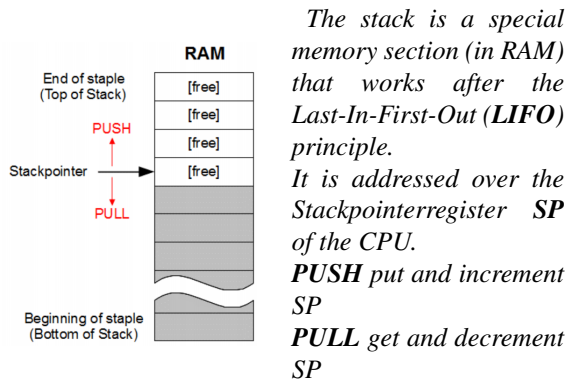 RAM
End of staple
(Top of Stack)
[free]
[free]
PUSH
[free]
Stackpointer
[free]
PULL
Beginning of staple
(Bottom of Stack)
The stack is a special
memory section (in RAM)
that works after the
Last-In-First-Out (LIFO)
principle.
It is addressed over the
Stackpointerregister SP
of the CPU.
PUSH put and increment
SP
PULL get and decrement
SP